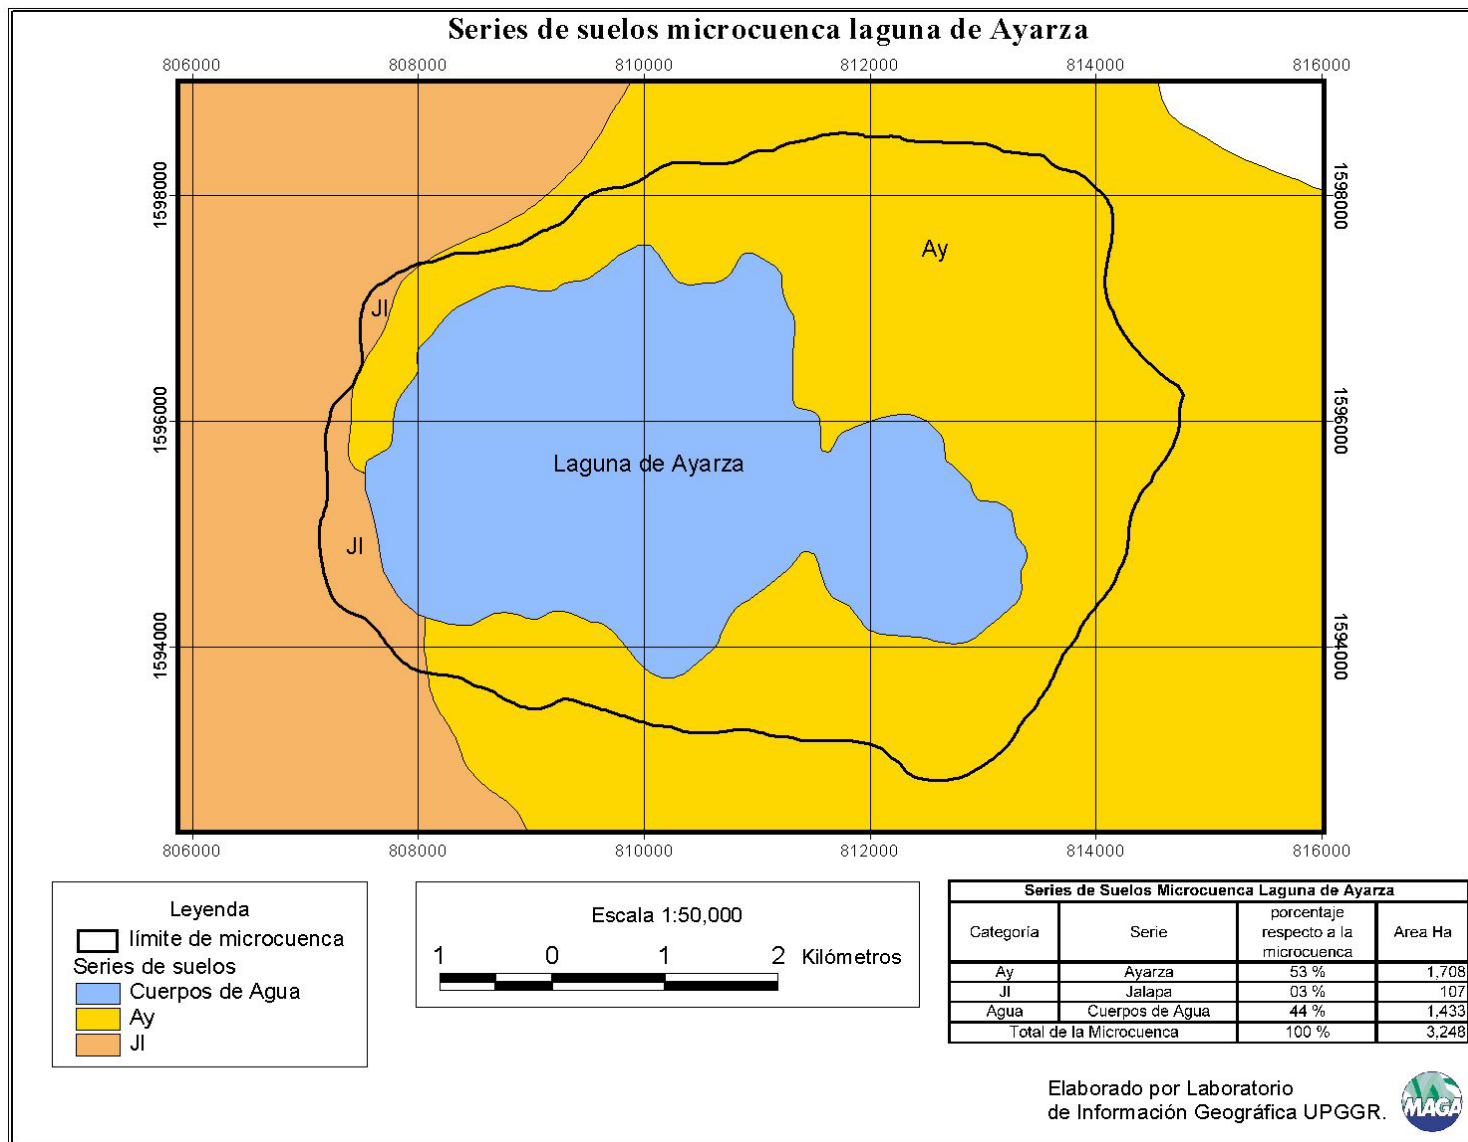 Series de suelos microcuenca laguna de Ayarza
806000 808000 810000 812000 814000 816000
1598000 1598000
Ay
Jl
1596000 1596000
Laguna de Ayarza
Jl
1594000 1594000
806000 808000 810000 812000 814000 816000
Leyenda
límite de microcuenca
Series de suelos
Cuerpos de Agua
Ay
Jl
Escala 1:50,000
1 0 1 2 Kilómetros
Series de Suelos Microcuenca Laguna de Ayarza
Categoría Serie porcentaje respecto a la microcuenca Area Ha
Ay Ayarza 53 % 1,708
Jl Jalapa 03 % 107
Agua Cuerpos de Agua 44 % 1,433
Total de la Microcuenca 100 % 3,248
Elaborado por Laboratorio
de Información Geográfica UPGGR.
MAGA